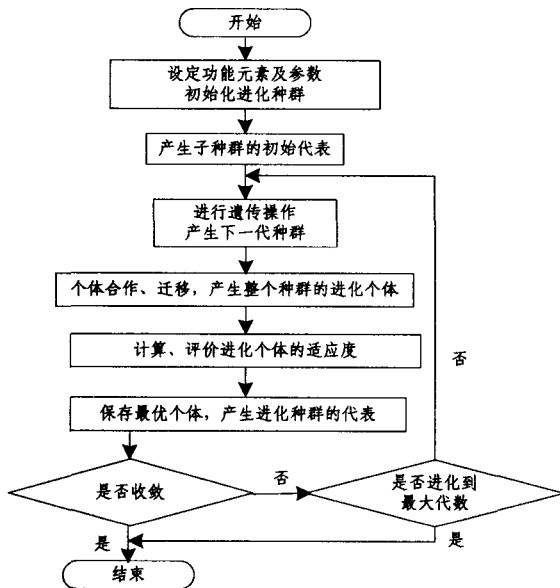 开始
设定功能元素及参数
初始化进化种群
产生子种群的初始代表
进行遗传操作
产生下一代种群
个体合作、迁移，产生整个种群的进化个体
计算、评价进化个体的适应度
否
保存最优个体，产生进化种群的代表
是否收敛
否
是否进化到
最大代数
是
是
结束